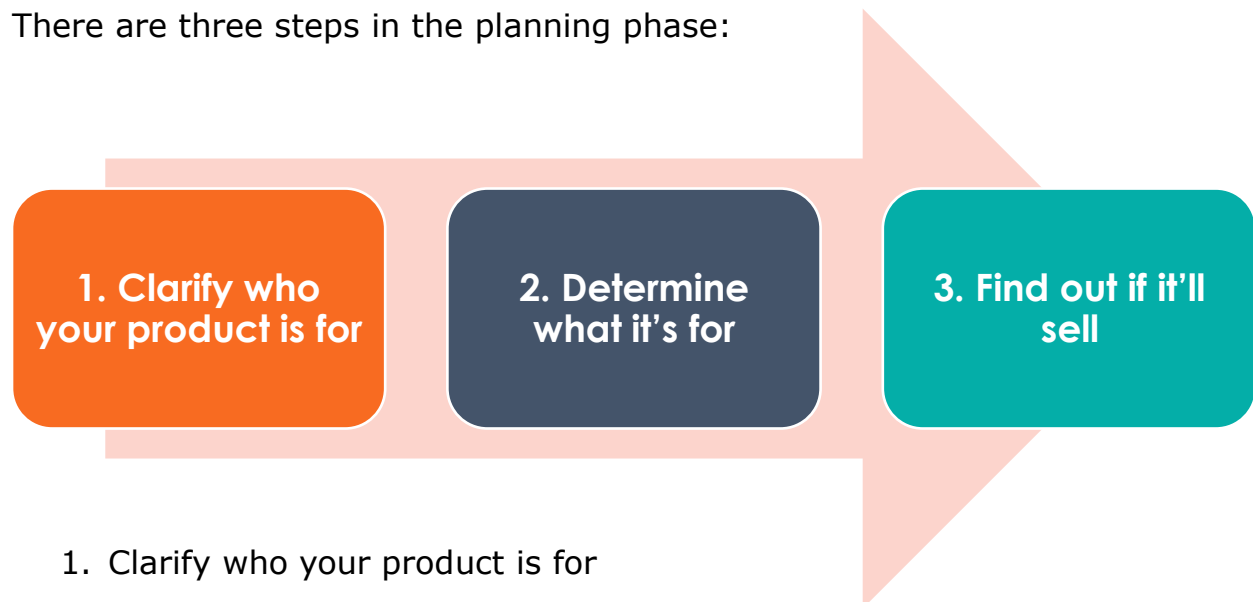 There are three steps in the planning phase:
1. Clarify who
your product is for
2. Determine
what it’s for
3. Find out if it’ll
sell
1. Clarify who your product is for